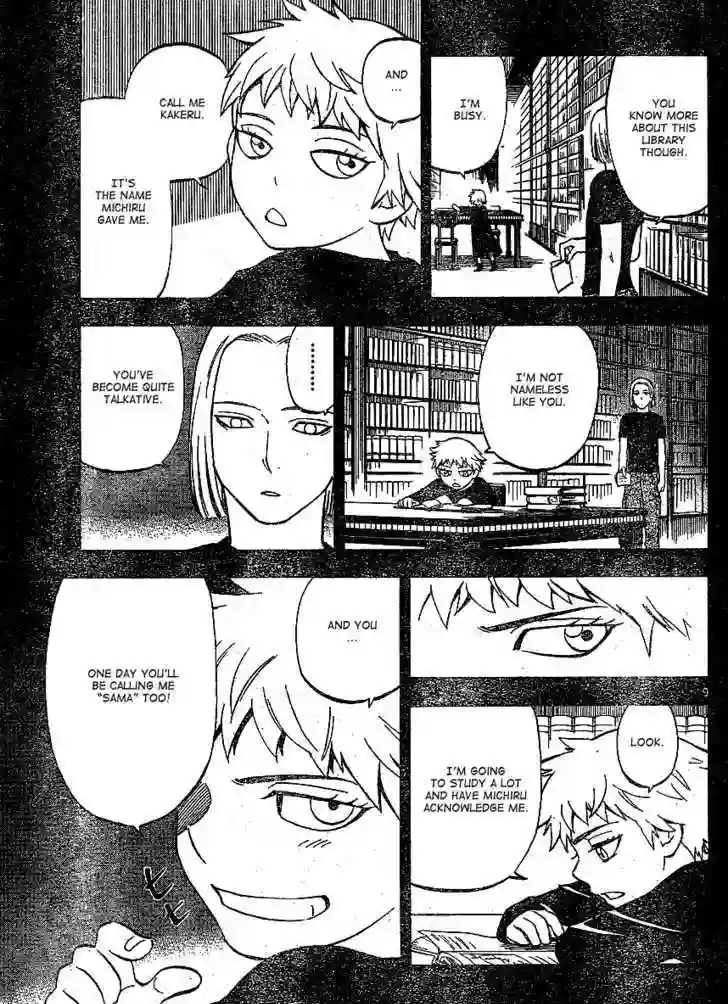 YOU
KNOW MORE
ABOUT THIS
LIBRARY
THOUGH.
I'M
BUSY.
AND
...
CALL ME
KAKERU.
IT'S
THE NAME
MICHIRU
GAVE ME.
I'M NOT
NAMELESS
LIKE YOU.
........
YOU'VE
BECOME QUITE
TALKATIVE.
9
LOOK.
I'M GOING
TO STUDY A LOT
AND HAVE MICHIRU
ACKNOWLEDGE ME.
AND YOU
...
ONE DAY YOU'LL
BE CALLING ME
"SAMA" TOO!
ヒヒ